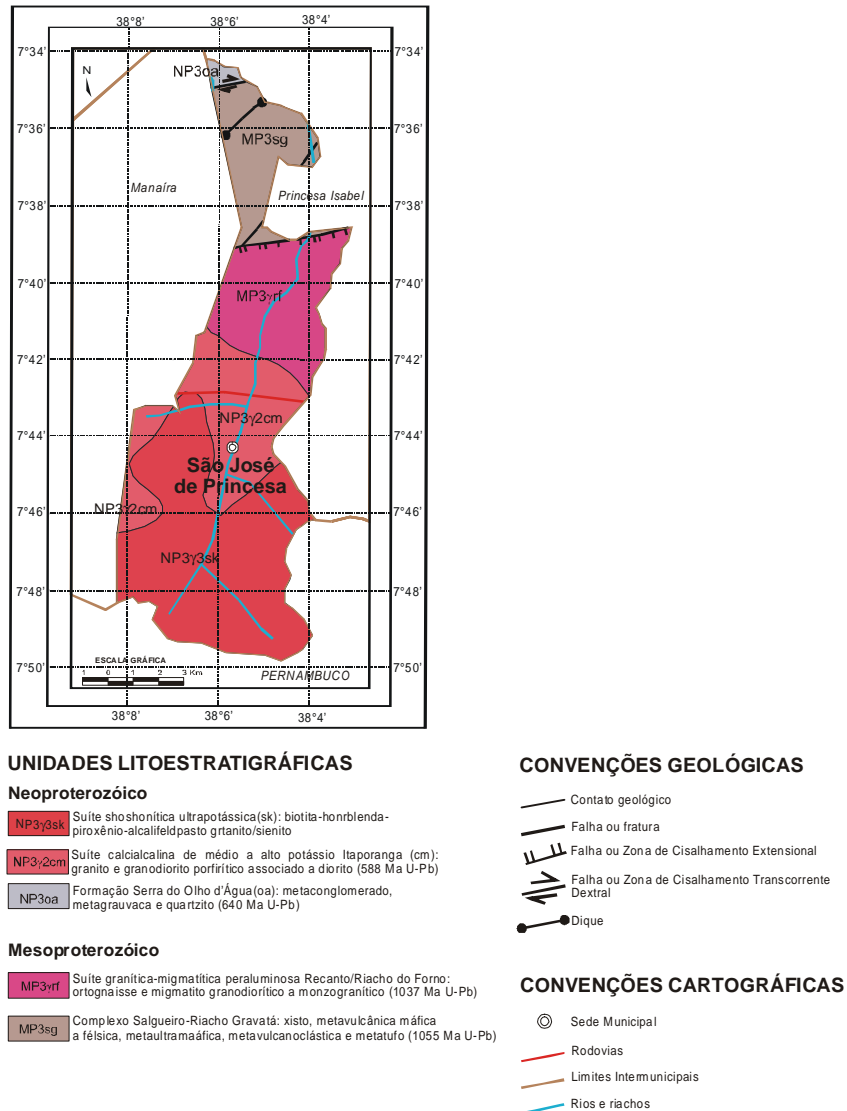 38°8' 38°6' 38°4'
7°34' 7°34'
NP3oa
N
7°36' 7°36'
MP3sg
Manaíra
Princesa Isabel
7°38' 7°38'
7°40' 7°40'
MP3γrf
7°42' 7°42'
7°44' NP3γ2cm 7°44'
São José
de Princesa
7°46' NP3γ2cm 7°46'
NP3γ3sk
7°48' 7°48'
ESCALA GRÁFICA
7°50' 1 0 1 2 3 Km 7°50'
PERNAMBUCO
38°8' 38°6' 38°4'
UNIDADES LITOESTRATIGRÁFICAS
Neoproterozóico
NP3γ3sk Suíte shoshonítica ultrapotássica(sk): biotita-honrblenda-
piroxênio-alcalifeldpasto grtanito/sienito
NP3γ2cm Suíte calcialcalina de médio a alto potássio Itaporanga (cm):
granito e granodiorito porfirítico associado a diorito (588 Ma U-Pb)
NP3oa Formação Serra do Olho d'Água(oa): metaconglomerado,
metagrauvaca e quartzito (640 Ma U-Pb)
Mesoproterozóico
MP3γrf Suíte granítica-migmatítica peraluminosa Recanto/Riacho do Forno:
ortognaisse e migmatito granodiorítico a monzogranítico (1037 Ma U-Pb)
MP3sg Complexo Salgueiro-Riacho Gravatá: xisto, metavulcânica máfica
a félsica, metaultramaáfica, metavulcanoclástica e metatufo (1055 Ma U-Pb)
CONVENÇÕES GEOLÓGICAS
Contato geológico
Falha ou fratura
Falha ou Zona de Cisalhamento Extensional
Falha ou Zona de Cisalhamento Transcorrente
Dextral
Dique
CONVENÇÕES CARTOGRÁFICAS
Sede Municipal
Rodovias
Limites Intermunicipais
Rios e riachos